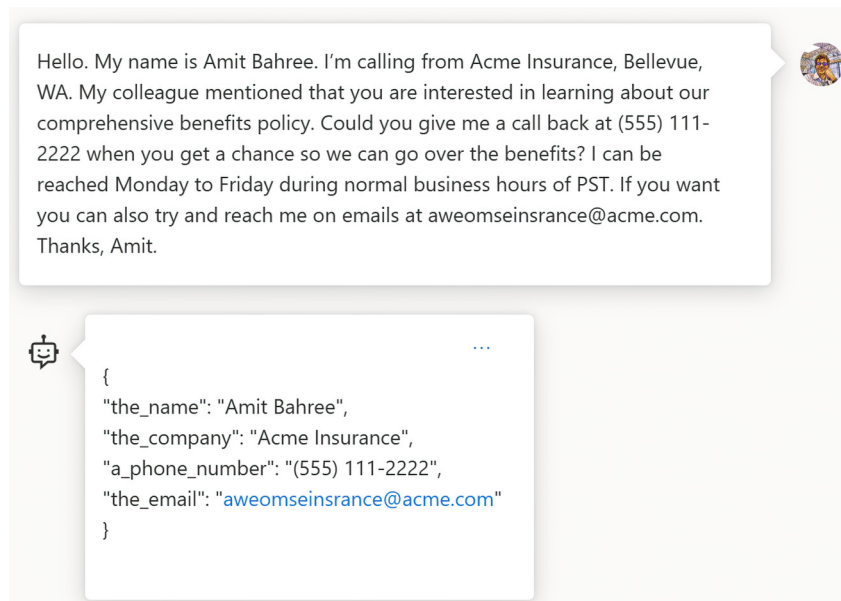 Hello. My name is Amit Bahree. I’m calling from Acme Insurance, Bellevue,
WA. My colleague mentioned that you are interested in learning about our
comprehensive benefits policy. Could you give me a call back at (555) 111-
2222 when you get a chance so we can go over the benefits? I can be
reached Monday to Friday during normal business hours of PST. If you want
you can also try and reach me on emails at aweomseinsrance@acme.com.
Thanks, Amit.
...
{
"the_name": "Amit Bahree",
"the_company": "Acme Insurance",
"a_phone_number": "(555) 111-2222",
"the_email": "aweomseinsrance@acme.com"
}